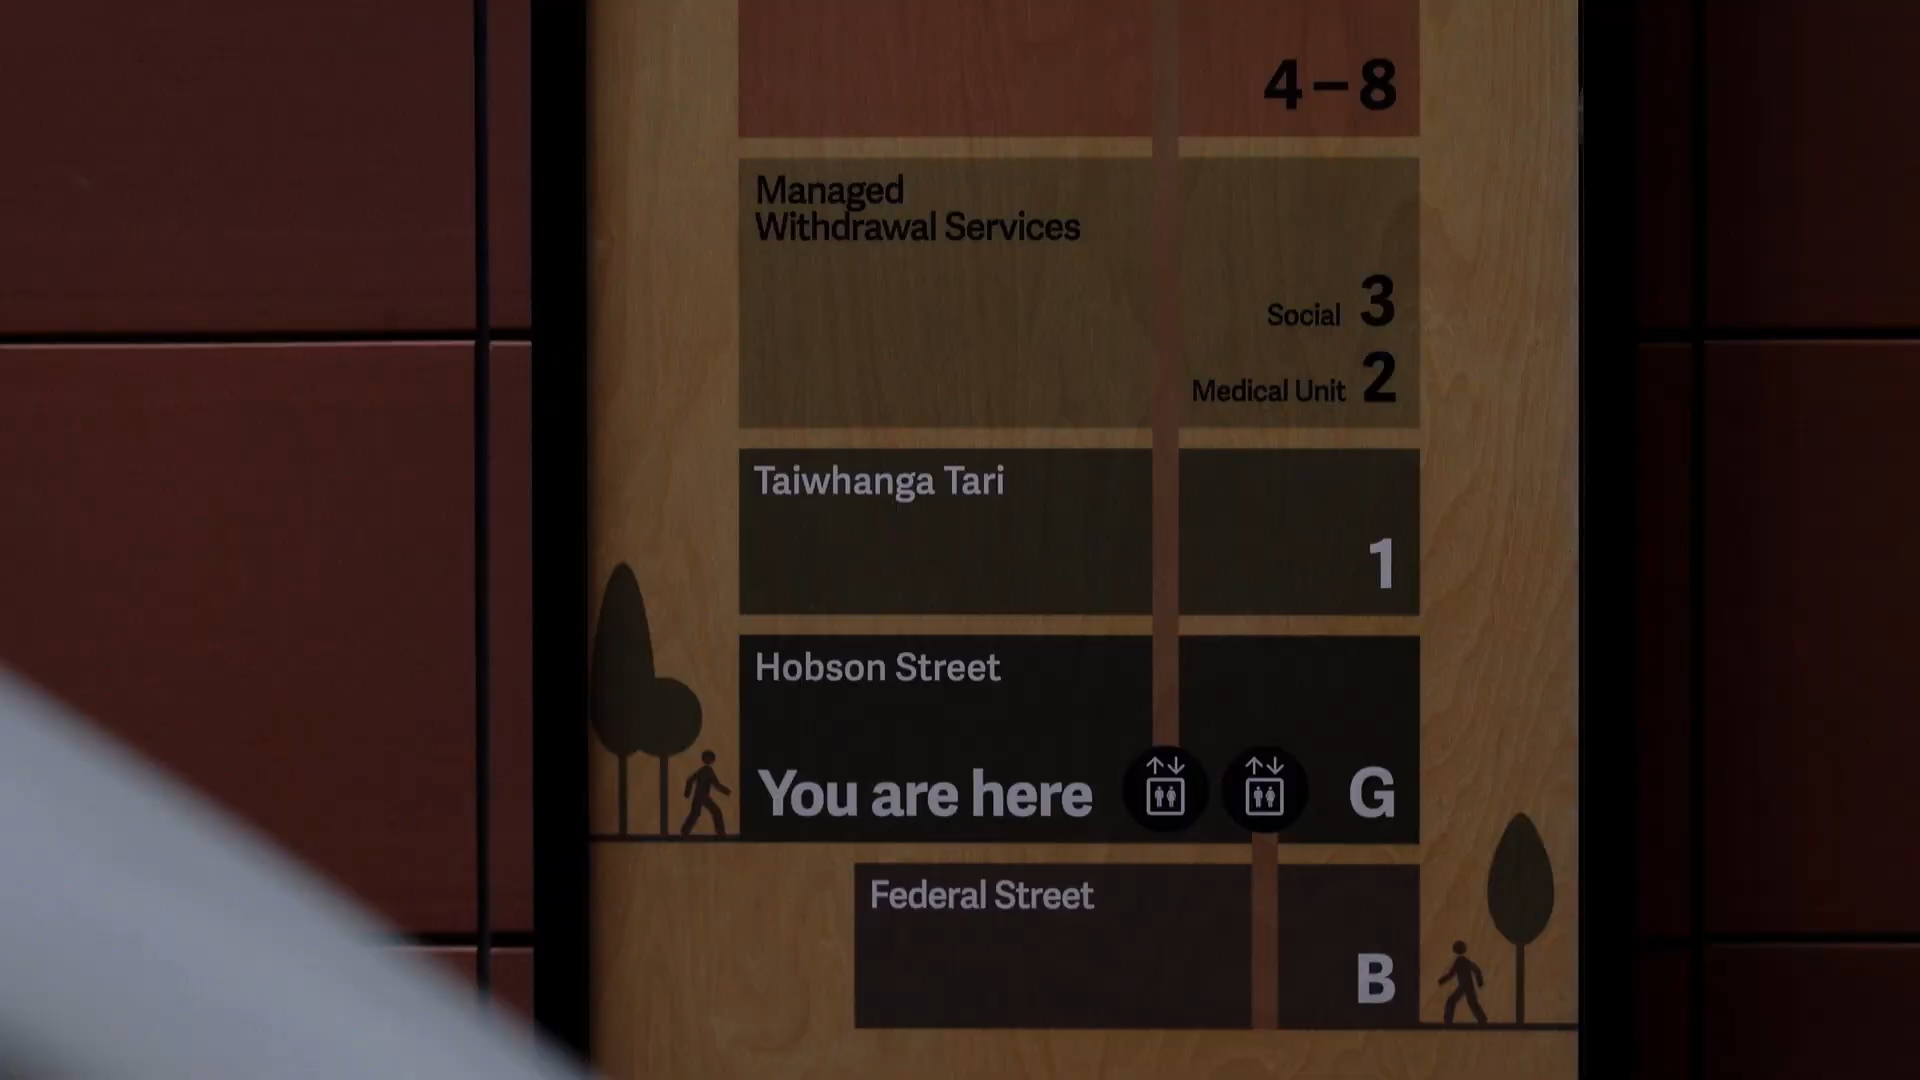 4–8
Managed
Withdrawal Services
Social 3
Medical Unit 2
Taiwhanga Tari
1
Hobson Street
You are here G
Federal Street
B